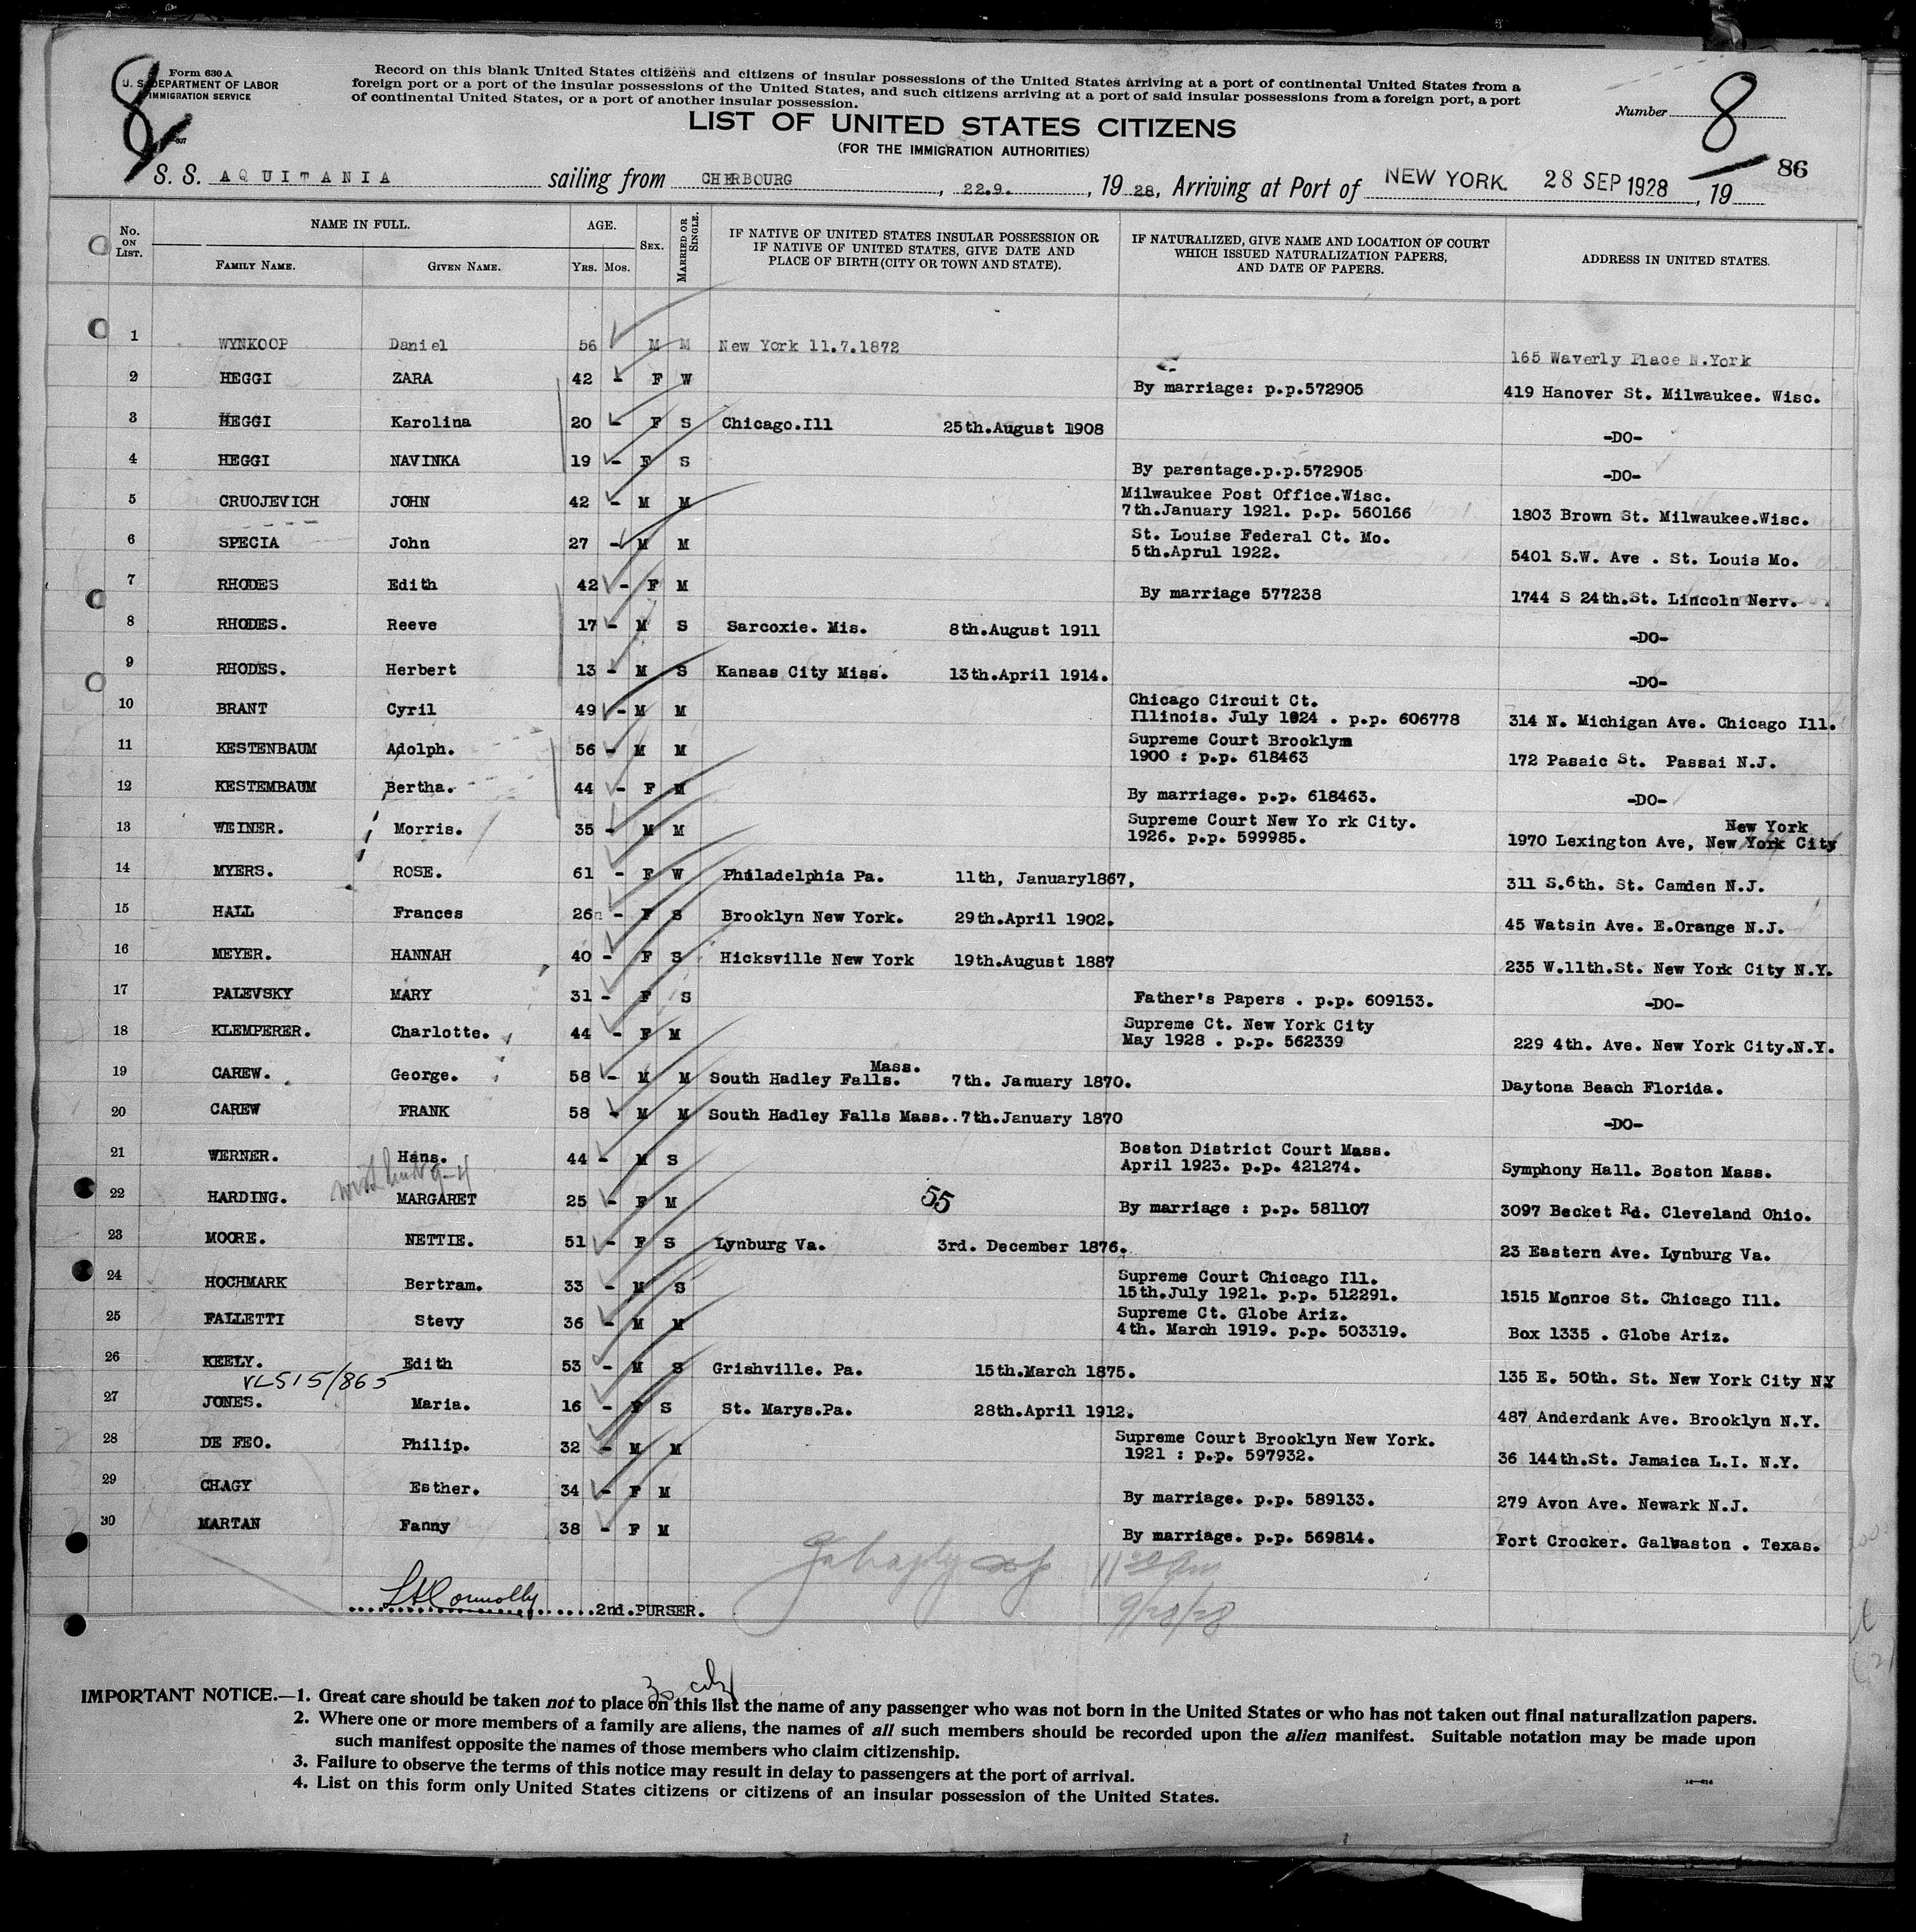 Form 630 A
U. S. DEPARTMENT OF LABOR
IMMIGRATION SERVICE
8
Record on this blank United States citizens and citizens of insular possessions of the United States arriving at a port of continental United States from a
foreign port or a port of the insular possessions of the United States, and such citizens arriving at a port of said insular possessions from a foreign port, a port
of continental United States, or a port of another insular possession.
Number 8
LIST OF UNITED STATES CITIZENS
(FOR THE IMMIGRATION AUTHORITIES)
86
S. S. AQUITANIA sailing from CHERBOURG, 22.9., 1928, Arriving at Port of NEW YORK. 28 SEP 1928, 19
No. ON LIST. NAME IN FULL. FAMILY NAME. GIVEN NAME. AGE. YRS. MOS. SEX. MARRIED OR SINGLE. IF NATIVE OF UNITED STATES INSULAR POSSESSION OR IF NATIVE OF UNITED STATES, GIVE DATE AND PLACE OF BIRTH (CITY OR TOWN AND STATE). IF NATURALIZED, GIVE NAME AND LOCATION OF COURT WHICH ISSUED NATURALIZATION PAPERS, AND DATE OF PAPERS. ADDRESS IN UNITED STATES.
1 WYNKOOP Daniel 56 M M New York 11.7.1872 165 Waverly Place N.York
2 HEGGI ZARA 42 - F W By marriage: p.p.572905 419 Hanover St. Milwaukee. Wisc.
3 HEGGI Karolina 20 - F S Chicago.Ill 25th.August 1908 -DO-
4 HEGGI NAVINKA 19 - F S By parentage.p.p.572905 -DO-
5 CRUOJEVICH JOHN 42 - M M Milwaukee Post Office.Wisc.
7th.January 1921. p.p. 560166 1803 Brown St. Milwaukee.Wisc.
6 SPECIA John 27 - M M St. Louise Federal Ct. Mo.
5th.Aprul 1922. 5401 S.W. Ave . St. Louis Mo.
7 RHODES Edith 42 - F M By marriage 577238 1744 S 24th.St. Lincoln Nerv.
8 RHODES. Reeve 17 - M S Sarcoxie. Mis. 8th.August 1911 -DO-
9 RHODES. Herbert 13 - M S Kansas City Miss. 13th.April 1914. -DO-
10 BRANT Cyril 49 - M M Chicago Circuit Ct.
Illinois. July 1924 . p.p. 606778 314 N. Michigan Ave. Chicago Ill.
11 KESTENBAUM Adolph. 56 - M M Supreme Court Brooklyn
1900 : p.p. 618463 172 Pasaic St. Passai N.J.
12 KESTEMBAUM Bertha. 44 - F M By marriage. p.p. 618463. -DO-
13 WEINER. Morris. 35 - M M Supreme Court New Yo rk City.
1926. p.p. 599985. New York
1970 Lexington Ave, New York City
14 MYERS. ROSE. 61 - F W Philadelphia Pa. 11th, January1867, 311 S.6th. St. Camden N.J.
15 HALL Frances 26 - F S Brooklyn New York. 29th.April 1902. 45 Watsin Ave. E.Orange N.J.
16 MEYER. HANNAH 40 - F S Hicksville New York 19th.August 1887 235 W.11th.St. New York City N.Y.
17 PALEVSKY MARY 31 - F S Father's Papers . p.p. 609153. -DO-
18 KLEMPERER. Charlotte. 44 - F M Supreme Ct. New York City
May 1928 . p.p. 562339 229 4th. Ave. New York City.N.Y.
19 CAREW. George. 58 - M M South Hadley Falls. Mass. 7th. January 1870. Daytona Beach Florida.
20 CAREW FRANK 58 - M M South Hadley Falls Mass..7th.January 1870 -DO-
21 WERNER. Hans. 44 - M S Boston District Court Mass.
April 1923. p.p. 421274. Symphony Hall. Boston Mass.
22 HARDING. MARGARET 25 - F M 55 By marriage : p.p. 581107 3097 Becket Rd. Cleveland Ohio.
23 MOORE. NETTIE. 51 - F S Lynburg Va. 3rd. December 1876. 23 Eastern Ave. Lynburg Va.
24 HOCHMARK Bertram. 33 - M S Supreme Court Chicago Ill.
15th.July 1921. p.p. 512291. 1515 Monroe St. Chicago Ill.
25 FALLETTI Stevy 36 - M M Supreme Ct. Globe Ariz.
4th. March 1919. p.p. 503319. Box 1335 . Globe Ariz.
26 KEELY. Edith 53 - M S Griahville. Pa. 15th.March 1875. 135 E. 50th. St. New York City NY
VL515/865
27 JONES. Maria. 16 - F S St. Marys.Pa. 28th.April 1912. 487 Anderdank Ave. Brooklyn N.Y.
28 DE FEO. Philip. 32 - M M Supreme Court Brooklyn New York.
1921 : p.p. 597932. 36 144th.St. Jamaica L.I. N.Y.
29 CHAGY Esther. 34 - F M By marriage. p.p. 589133. 279 Avon Ave. Newark N.J.
30 MARTAN Fanny 38 - F M By marriage. p.p. 569814. Fort Crocker. Galvaston . Texas.
11 30 am
9/28/28
Connolly 2nd.PURSER.
30 city
IMPORTANT NOTICE.—1. Great care should be taken not to place on this list the name of any passenger who was not born in the United States or who has not taken out final naturalization papers.
2. Where one or more members of a family are aliens, the names of all such members should be recorded upon the alien manifest. Suitable notation may be made upon
such manifest opposite the names of those members who claim citizenship.
3. Failure to observe the terms of this notice may result in delay to passengers at the port of arrival.
4. List on this form only United States citizens or citizens of an insular possession of the United States.